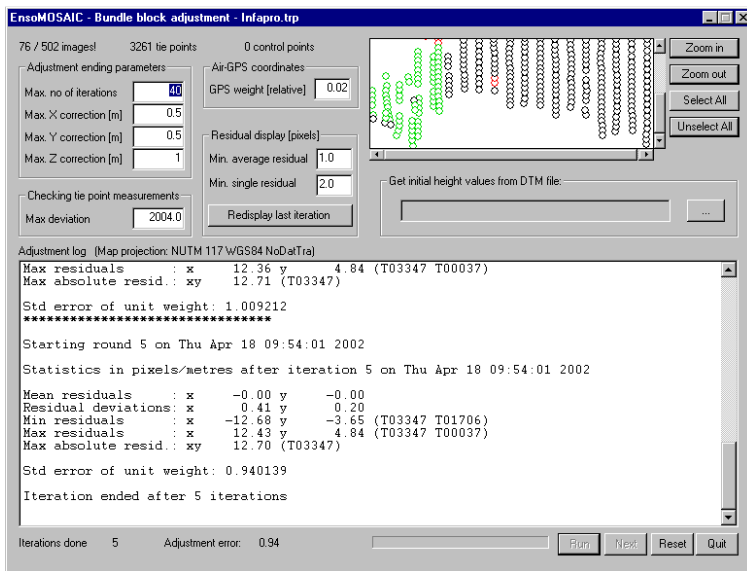 EnsoMOSAIC - Bundle block adjustment - Infapro.trp
76 / 502 images! 3261 tie points 0 control points
Adjustment ending parameters
Max. no of iterations 40
Max. X correction [m] 0.5
Max. Y correction [m] 0.5
Max. Z correction [m] 1
Checking tie point measurements
Max deviation 2004.0
Air-GPS coordinates
GPS weight [relative] 0.02
Residual display [pixels]
Min. average residual 1.0
Min. single residual 2.0
Redisplay last iteration
Zoom in
Zoom out
Select All
Unselect All
Get initial height values from DTM file:
...
Adjustment log (Map projection: NUTM 117 WGS84 NoDatTra)
Max residuals : x 12.36 y 4.84 (T03347 T00037)
Max absolute resid.: xy 12.71 (T03347)
Std error of unit weight: 1.009212
**********************************
Starting round 5 on Thu Apr 18 09:54:01 2002
Statistics in pixels/metres after iteration 5 on Thu Apr 18 09:54:01 2002
Mean residuals : x -0.00 y -0.00
Residual deviations: x 0.41 y 0.20
Min residuals : x -12.68 y -3.65 (T03347 T01706)
Max residuals : x 12.43 y 4.84 (T03347 T00037)
Max absolute resid.: xy 12.70 (T03347)
Std error of unit weight: 0.940139
Iteration ended after 5 iterations
Iterations done 5 Adjustment error: 0.94
Run Next Reset Quit